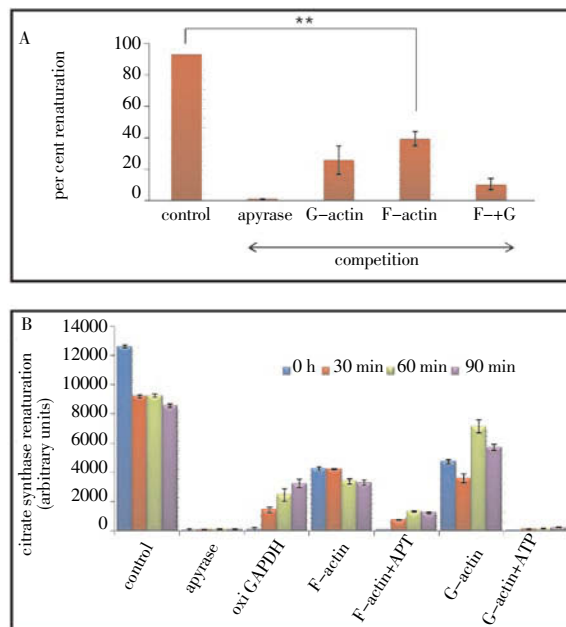 A
per cent renaturation
100
80
60
40
20
0
**
control apyrase G-actin F-actin F-+G
competition
B
citrate synthase renaturation
(arbitrary units)
14000
12000
10000
8000
6000
4000
2000
0
0 h 30 min 60 min 90 min
control
apyrase
oxi GAPDH
F-actin
F-actin+APT
G-actin
G-actin+ATP